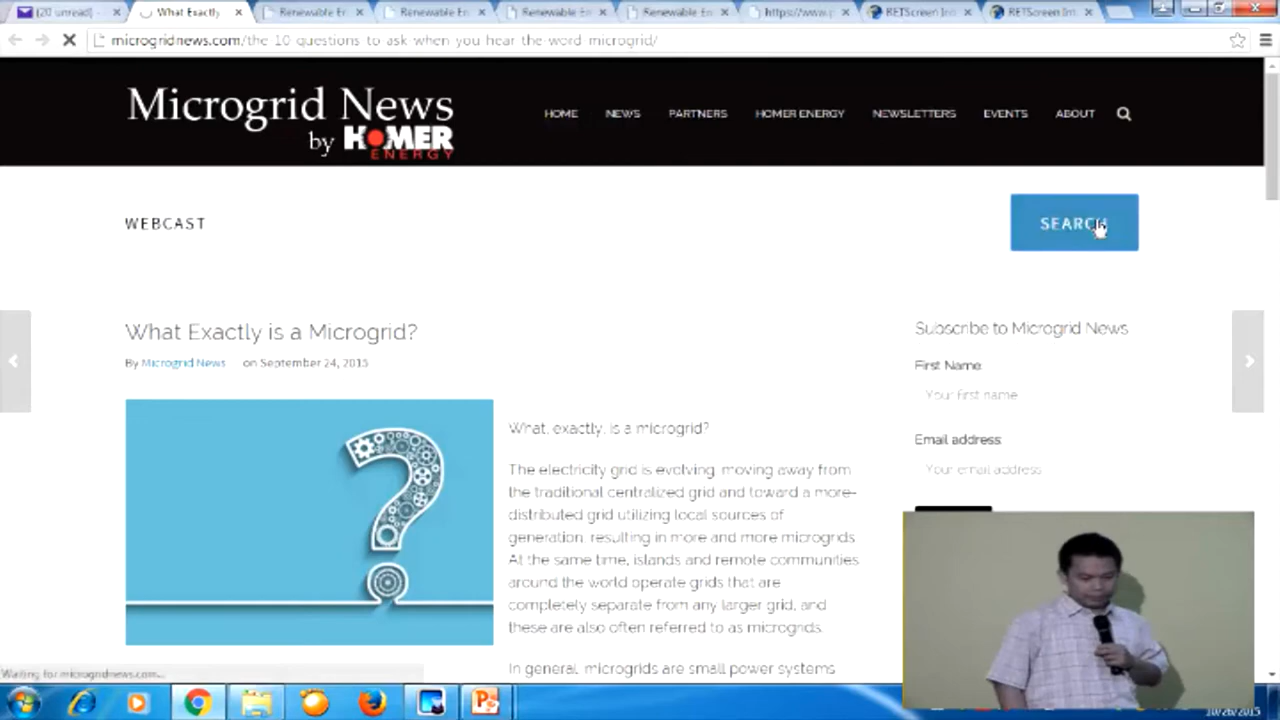 (20 unread) -
What Exactly
Renewable Er
Renewable En
Renewable En
Renewable En
https://www.p
RETScreen Int
RETScreen Int
microgridnews.com/the-10-questions-to-ask-when-you-hear-the-word-microgrid/
Microgrid News
by HOMER
ENERGY
HOME NEWS PARTNERS HOMER ENERGY NEWSLETTERS EVENTS ABOUT
WEBCAST
SEARCH
What Exactly is a Microgrid?
By Microgrid News on September 24, 2015
What, exactly, is a microgrid?
The electricity grid is evolving, moving away from
the traditional centralized grid and toward a more-
distributed grid utilizing local sources of
generation, resulting in more and more microgrids.
At the same time, islands and remote communities
around the world operate grids that are
completely separate from any larger grid, and
these are also often referred to as microgrids.
In general, microgrids are small power systems
Subscribe to Microgrid News
First Name:
Your first name
Email address:
Your email address
Waiting for microgridnews.com...
10/26/2015